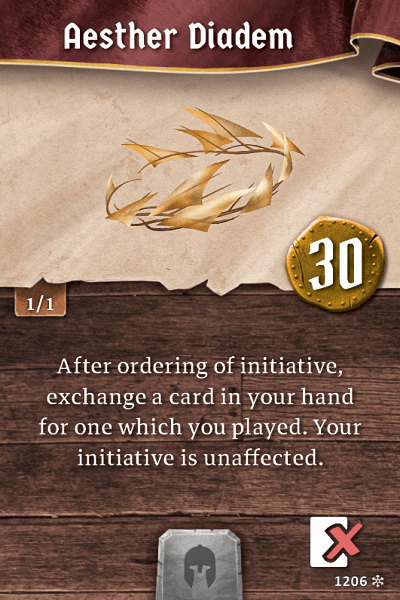 Aesther Diadem
30
1/1
After ordering of initiative,
exchange a card in your hand
for one which you played. Your
initiative is unaffected.
1206